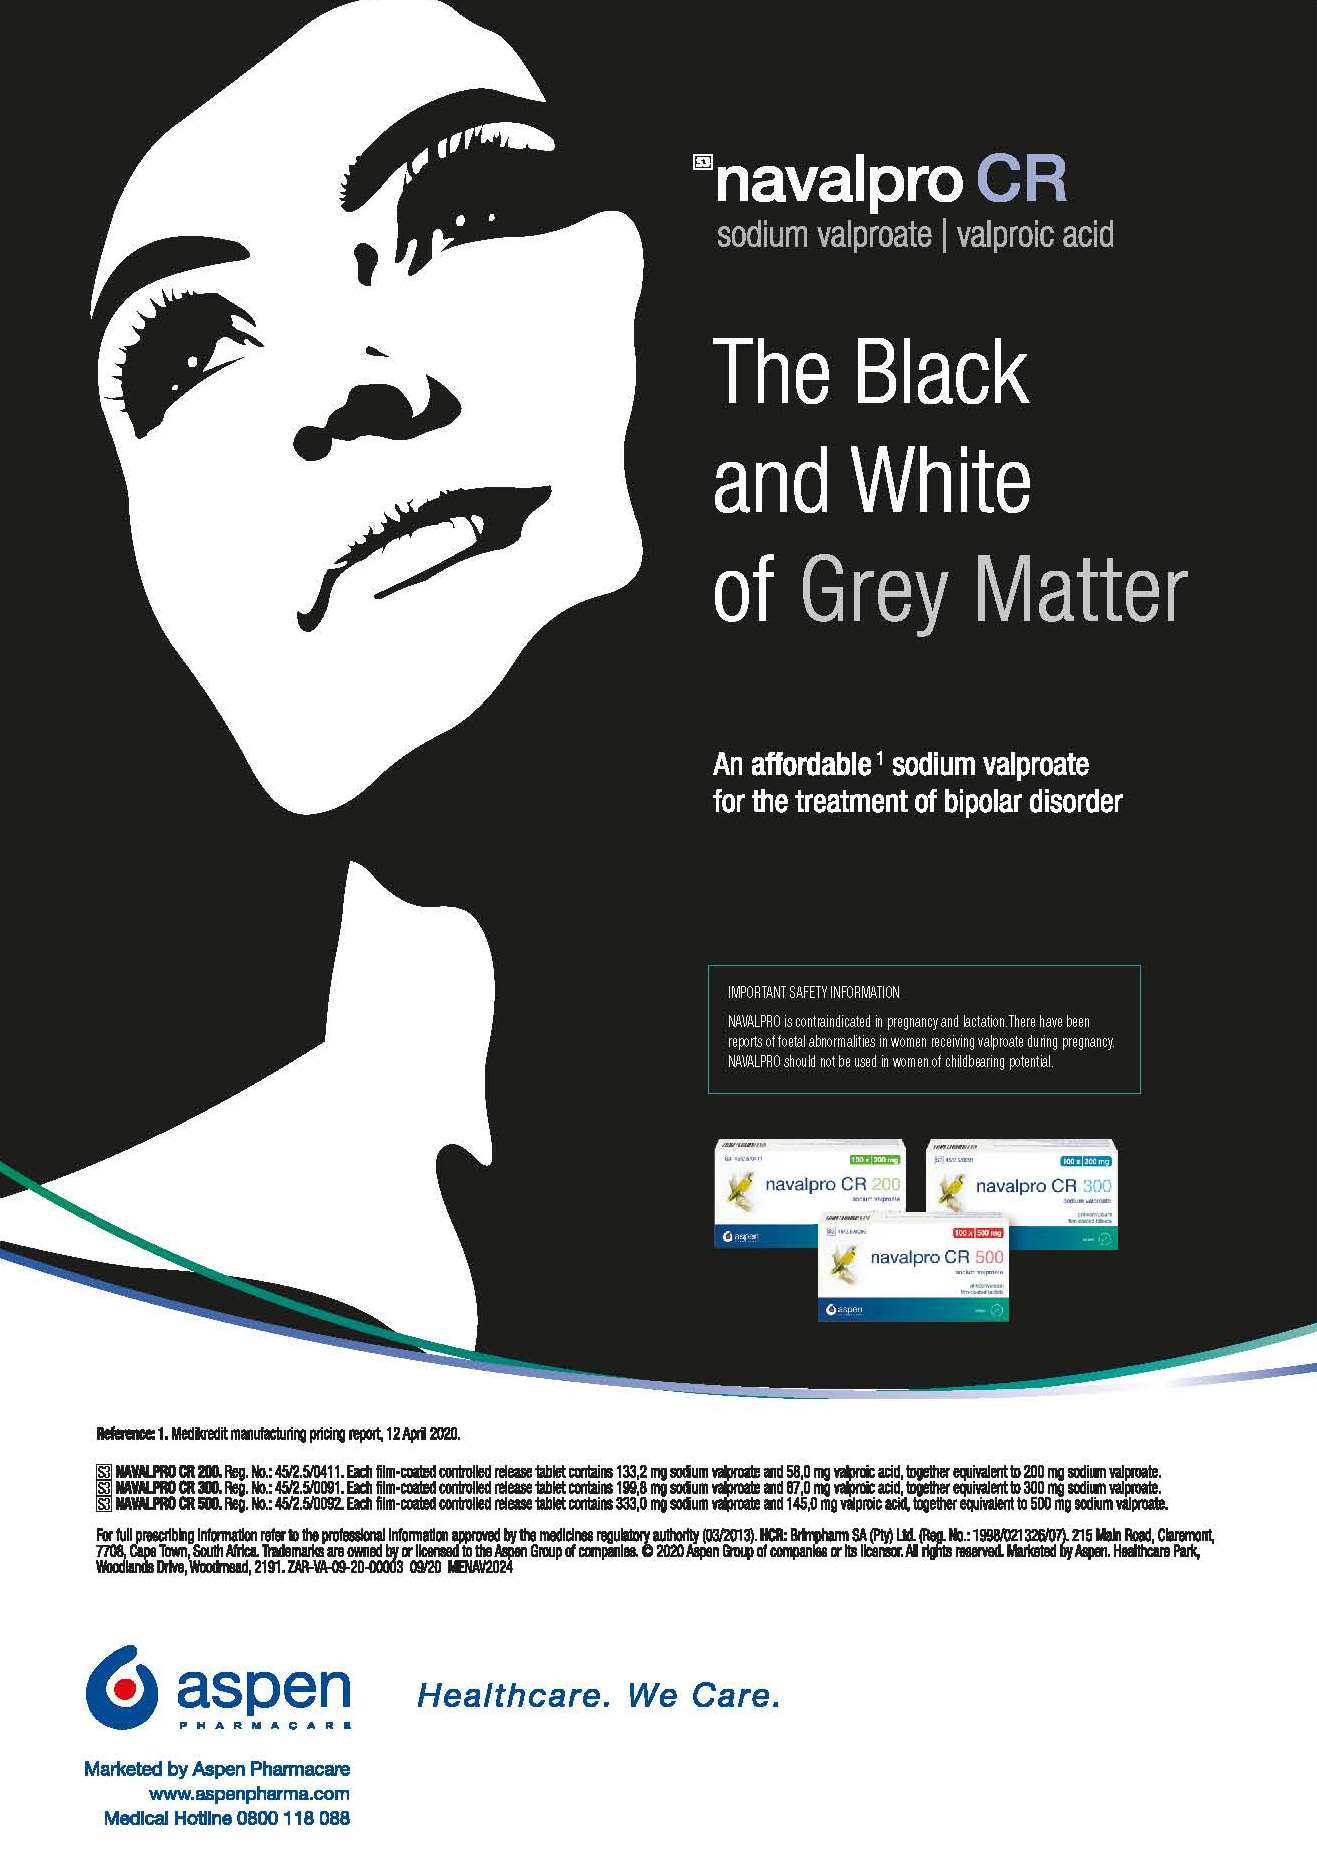 S3 navalpro CR
sodium valproate | valproic acid
The Black
and White
of Grey Matter
An affordable 1 sodium valproate
for the treatment of bipolar disorder
IMPORTANT SAFETY INFORMATION
NAVALPRO is contraindicated in pregnancy and lactation. There have been
reports of foetal abnormalities in women receiving valproate during pregnancy.
NAVALPRO should not be used in women of childbearing potential.
100 x 200 mg
navalpro CR 200
sodium valproate
aspen
100 x 300 mg
navalpro CR 300
sodium valproate
100 x 500 mg
navalpro CR 500
sodium valproate
aspen
Reference: 1. Medikredit manufacturing pricing report, 12 April 2020.
S3 NAVALPRO CR 200. Reg. No.: 45/2.5/0411. Each film-coated controlled release tablet contains 133,2 mg sodium valproate and 58,0 mg valproic acid, together equivalent to 200 mg sodium valproate.
S3 NAVALPRO CR 300. Reg. No.: 45/2.5/0091. Each film-coated controlled release tablet contains 199,8 mg sodium valproate and 87,0 mg valproic acid, together equivalent to 300 mg sodium valproate.
S3 NAVALPRO CR 500. Reg. No.: 45/2.5/0092. Each film-coated controlled release tablet contains 333,0 mg sodium valproate and 145,0 mg valproic acid, together equivalent to 500 mg sodium valproate.
For full prescribing information refer to the professional information approved by the medicines regulatory authority (03/2013). HCR: Brimpharm SA (Pty) Ltd. (Reg. No.: 1998/021326/07). 215 Main Road, Claremont,
7708, Cape Town, South Africa. Trademarks are owned by or licensed to the Aspen Group of companies. © 2020 Aspen Group of companies or its licensor. All rights reserved. Marketed by Aspen. Healthcare Park,
Woodlands Drive, Woodmead, 2191. ZAR-VA-09-20-00003 09/20 MENAV2024
aspen
PHARMACARE
Healthcare. We Care.
Marketed by Aspen Pharmacare
www.aspenpharma.com
Medical Hotline 0800 118 088